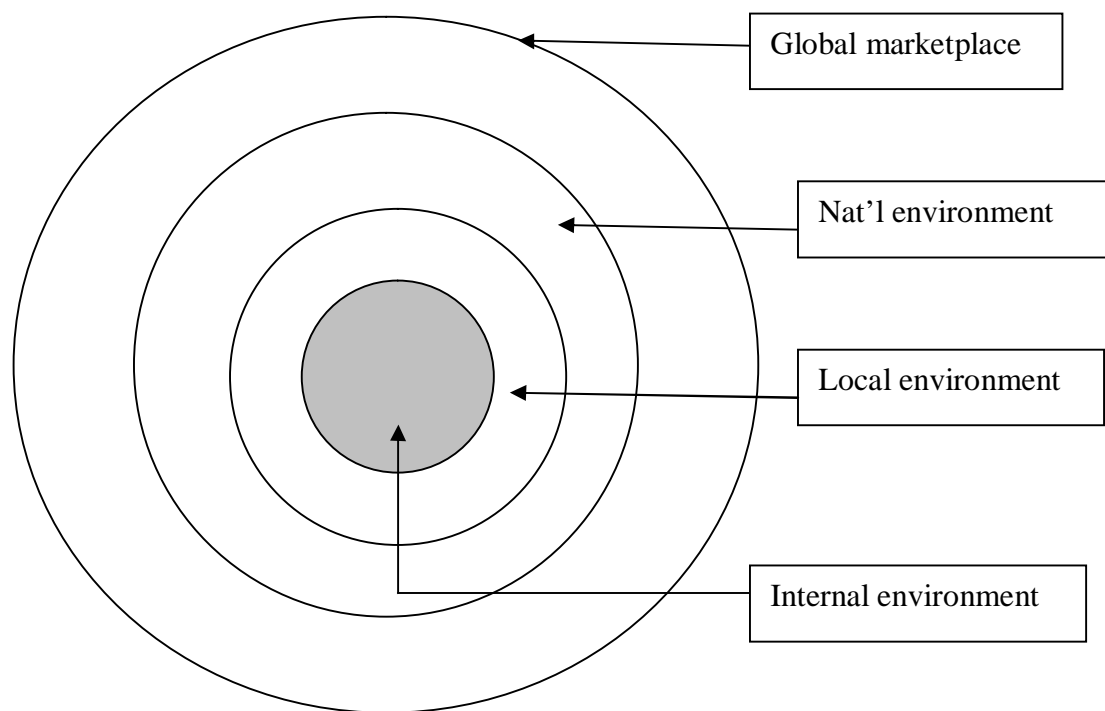 Global marketplace
Nat’l environment
Local environment
Internal environment